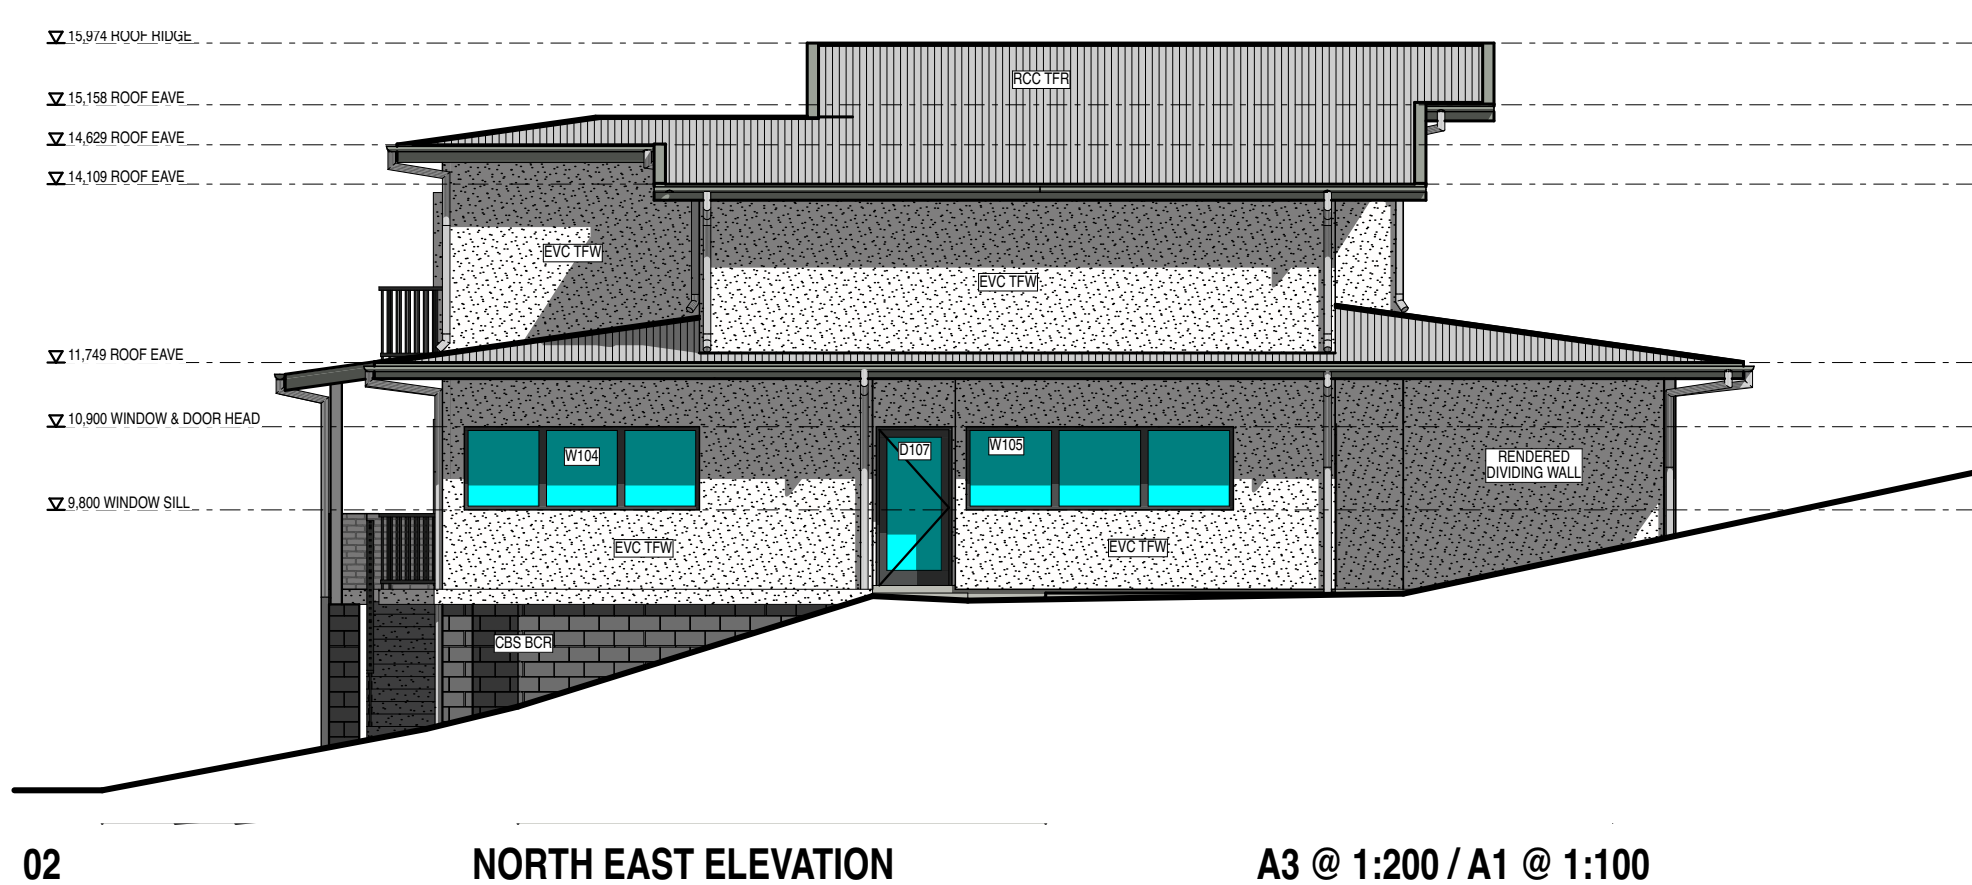 15,974 ROOF RIDGE
RCC TFR
15,158 ROOF EAVE
14,629 ROOF EAVE
14,109 ROOF EAVE
EVC TFW
EVC TFW
11,749 ROOF EAVE
10,900 WINDOW & DOOR HEAD
W104
D107
W105
RENDERED
DIVIDING WALL
9,800 WINDOW SILL
EVC TFW
EVC TFW
CBS BCR
02
NORTH EAST ELEVATION
A3 @ 1:200 / A1 @ 1:100